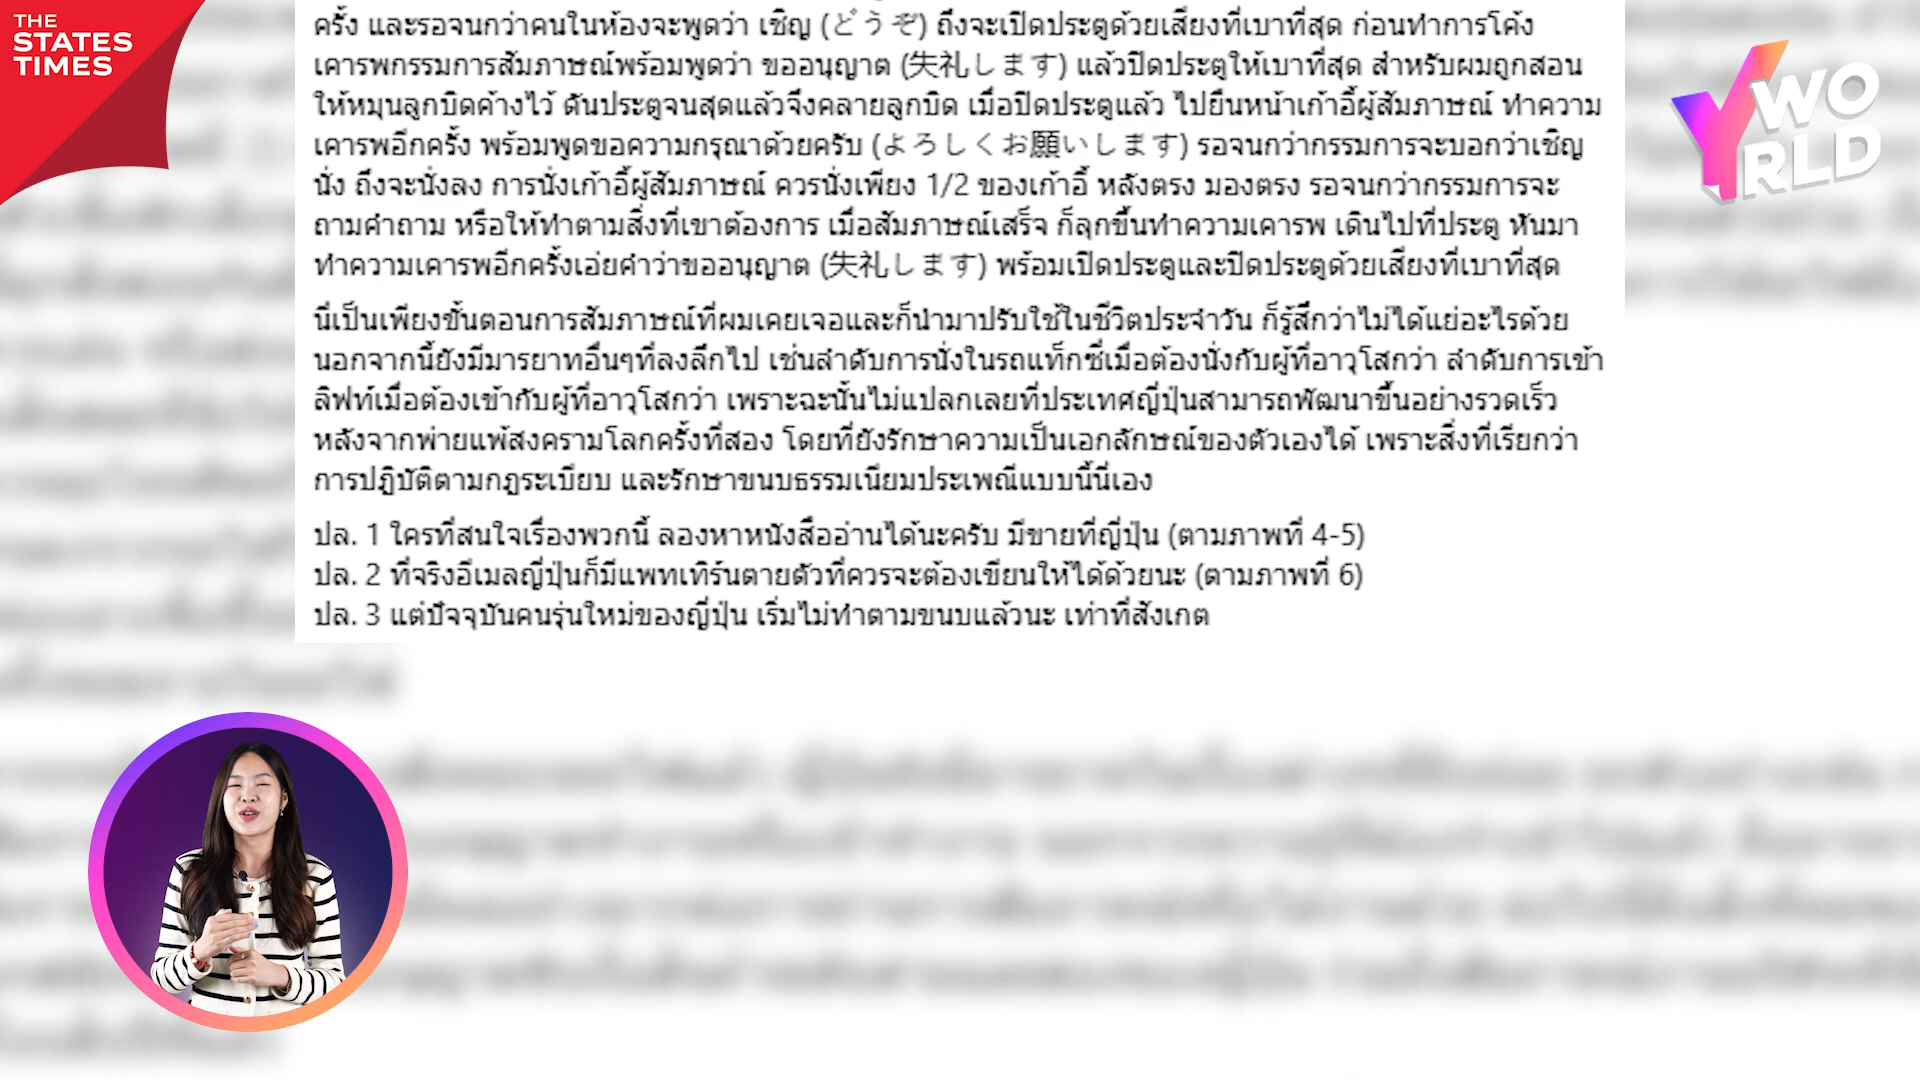 THE
STATES
TIMES
YWORLD
ครั้ง และรอจนกว่าคนในห้องจะพูดว่า เชิญ (どうぞ) ถึงจะเปิดประตูด้วยเสียงที่เบาที่สุด ก่อนทำการโค้ง
เคารพกรรมการสัมภาษณ์พร้อมพูดว่า ขออนุญาต (失礼します) แล้วปิดประตูให้เบาที่สุด สำหรับผมถูกสอน
ให้หมุนลูกบิดค้างไว้ ดันประตูจนสุดแล้วจึงคลายลูกบิด เมื่อปิดประตูแล้ว ไปยืนหน้าเก้าอี้ผู้สัมภาษณ์ ทำความ
เคารพอีกครั้ง พร้อมพูดขอความกรุณาด้วยครับ (よろしくお願いします) รอจนกว่ากรรมการจะบอกว่าเชิญ
นั่ง ถึงจะนั่งลง การนั่งเก้าอี้ผู้สัมภาษณ์ ควรนั่งเพียง 1/2 ของเก้าอี้ หลังตรง มองตรง รอจนกว่ากรรมการจะ
ถามคำถาม หรือให้ทำตามสิ่งที่เขาต้องการ เมื่อสัมภาษณ์เสร็จ ก็ลุกขึ้นทำความเคารพ เดินไปที่ประตู หันมา
ทำความเคารพอีกครั้งเอ่ยคำว่าขออนุญาต (失礼します) พร้อมเปิดประตูและปิดประตูด้วยเสียงที่เบาที่สุด
นี่เป็นเพียงขั้นตอนการสัมภาษณ์ที่ผมเคยเจอและก็นำมาปรับใช้ในชีวิตประจำวัน ก็รู้สึกว่าไม่ได้แย่อะไรด้วย
นอกจากนี้ยังมีมารยาทอื่นๆที่ลงลึกไป เช่นลำดับการนั่งในรถแท็กซี่เมื่อต้องนั่งกับผู้ที่อาวุโสกว่า ลำดับการเข้า
ลิฟท์เมื่อต้องเข้ากับผู้ที่อาวุโสกว่า เพราะฉะนั้นไม่แปลกเลยที่ประเทศญี่ปุ่นสามารถพัฒนาขึ้นอย่างรวดเร็ว
หลังจากพ่ายแพ้สงครามโลกครั้งที่สอง โดยที่ยังรักษาความเป็นเอกลักษณ์ของตัวเองได้ เพราะสิ่งที่เรียกว่า
การปฏิบัติตามกฎระเบียบ และรักษาขนบธรรมเนียมประเพณีแบบนี้นี่เอง
ปล. 1 ใครที่สนใจเรื่องพวกนี้ ลองหาหนังสืออ่านได้นะครับ มีขายที่ญี่ปุ่น (ตามภาพที่ 4-5)
ปล. 2 ที่จริงอีเมลญี่ปุ่นก็มีแพทเทิร์นตายตัวที่ควรจะต้องเขียนให้ได้ด้วยนะ (ตามภาพที่ 6)
ปล. 3 แต่ปัจจุบันคนรุ่นใหม่ของญี่ปุ่น เริ่มไม่ทำตามขนบแล้วนะ เท่าที่สังเกต